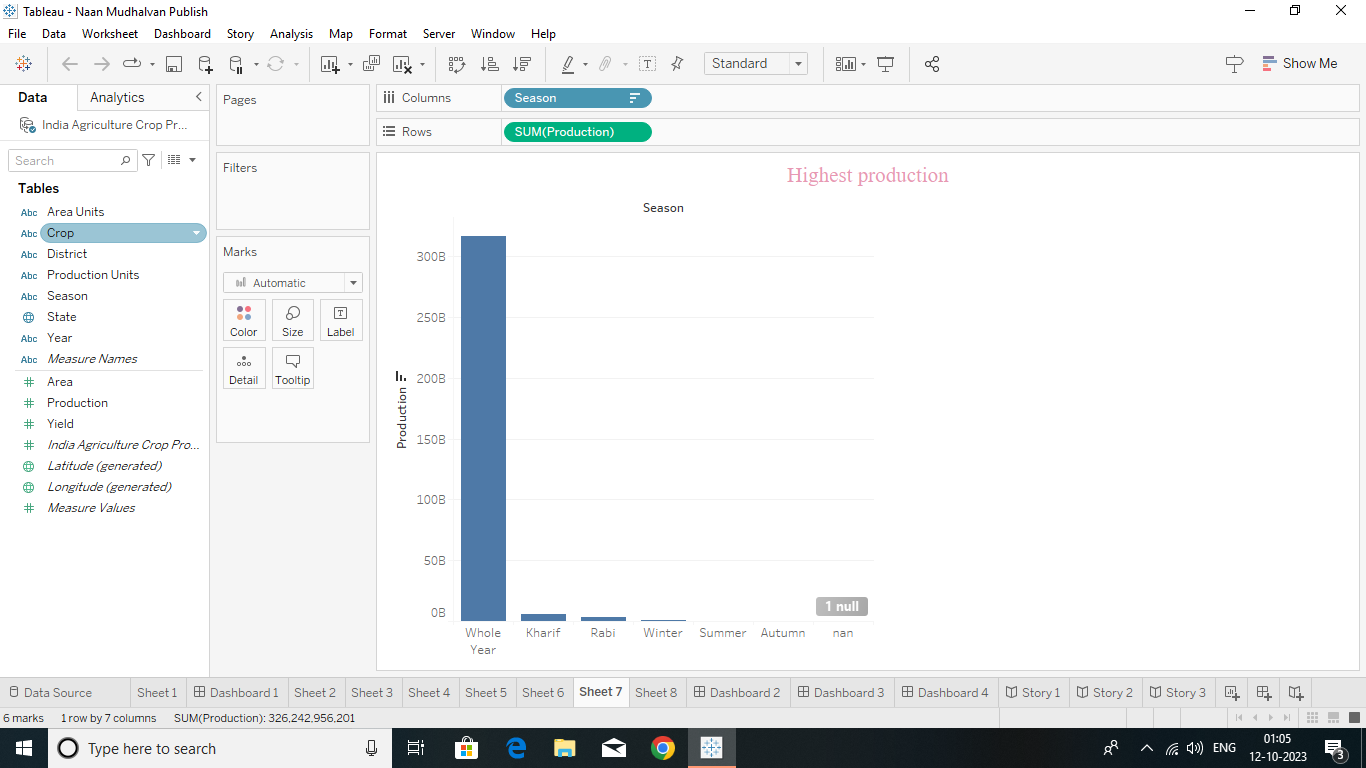 Tableau - Naan Mudhalvan Publish
File Data Worksheet Dashboard Story Analysis Map Format Server Window Help
Standard Show Me
Data Analytics
India Agriculture Crop Pr...
Search
Tables
Abc Area Units
Abc Crop
Abc District
Abc Production Units
Abc Season
State
Abc Year
Abc Measure Names
Area
Production
Yield
India Agriculture Crop Pro...
Latitude (generated)
Longitude (generated)
Measure Values
Pages
Filters
Marks
Automatic
Color Size Label
Detail Tooltip
Columns Season
Rows SUM(Production)
Highest production
Season
Production
300B
250B
200B
150B
100B
50B
0B
1 null
Whole Year Kharif Rabi Winter Summer Autumn nan
Data Source Sheet 1 Dashboard 1 Sheet 2 Sheet 3 Sheet 4 Sheet 5 Sheet 6 Sheet 7 Sheet 8 Dashboard 2 Dashboard 3 Dashboard 4 Story 1 Story 2 Story 3
6 marks 1 row by 7 columns SUM(Production): 326,242,956,201
Type here to search ENG 01:05
12-10-2023 3